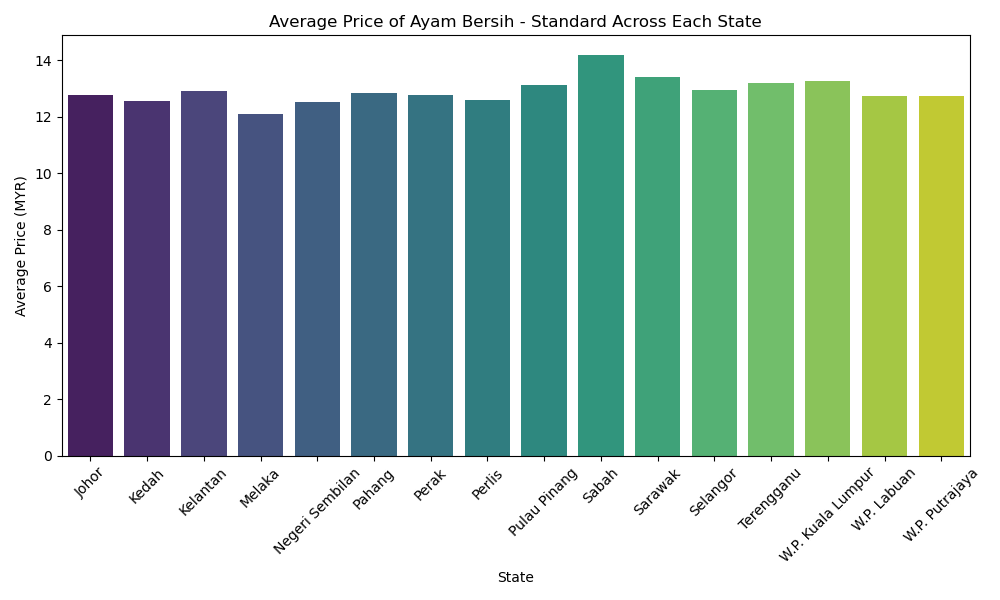 Average Price of Ayam Bersih - Standard Across Each State
Average Price (MYR)
14
12
10
8
6
4
2
0
Johor
Kedah
Kelantan
Melaka
Negeri Sembilan
Pahang
Perak
Perlis
Pulau Pinang
Sabah
Sarawak
Selangor
Terengganu
W.P. Kuala Lumpur
W.P. Labuan
W.P. Putrajaya
State